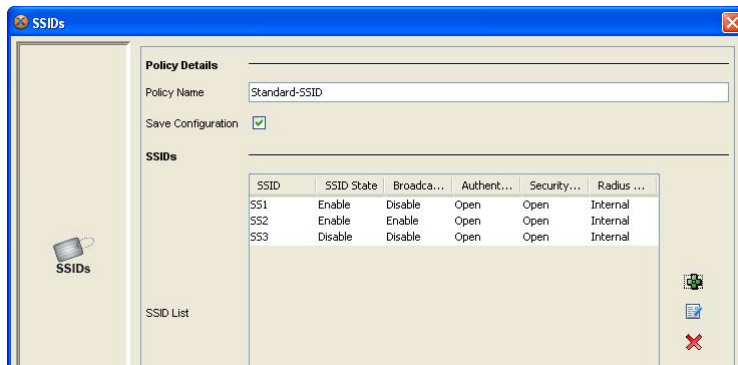 SSIDs
Policy Details
Policy Name Standard-SSID
Save Configuration
SSIDs
SSID SSID State Broadca... Authent... Security... Radius ...
SS1 Enable Disable Open Open Internal
SS2 Enable Enable Open Open Internal
SS3 Disable Disable Open Open Internal
SSIDs
SSID List